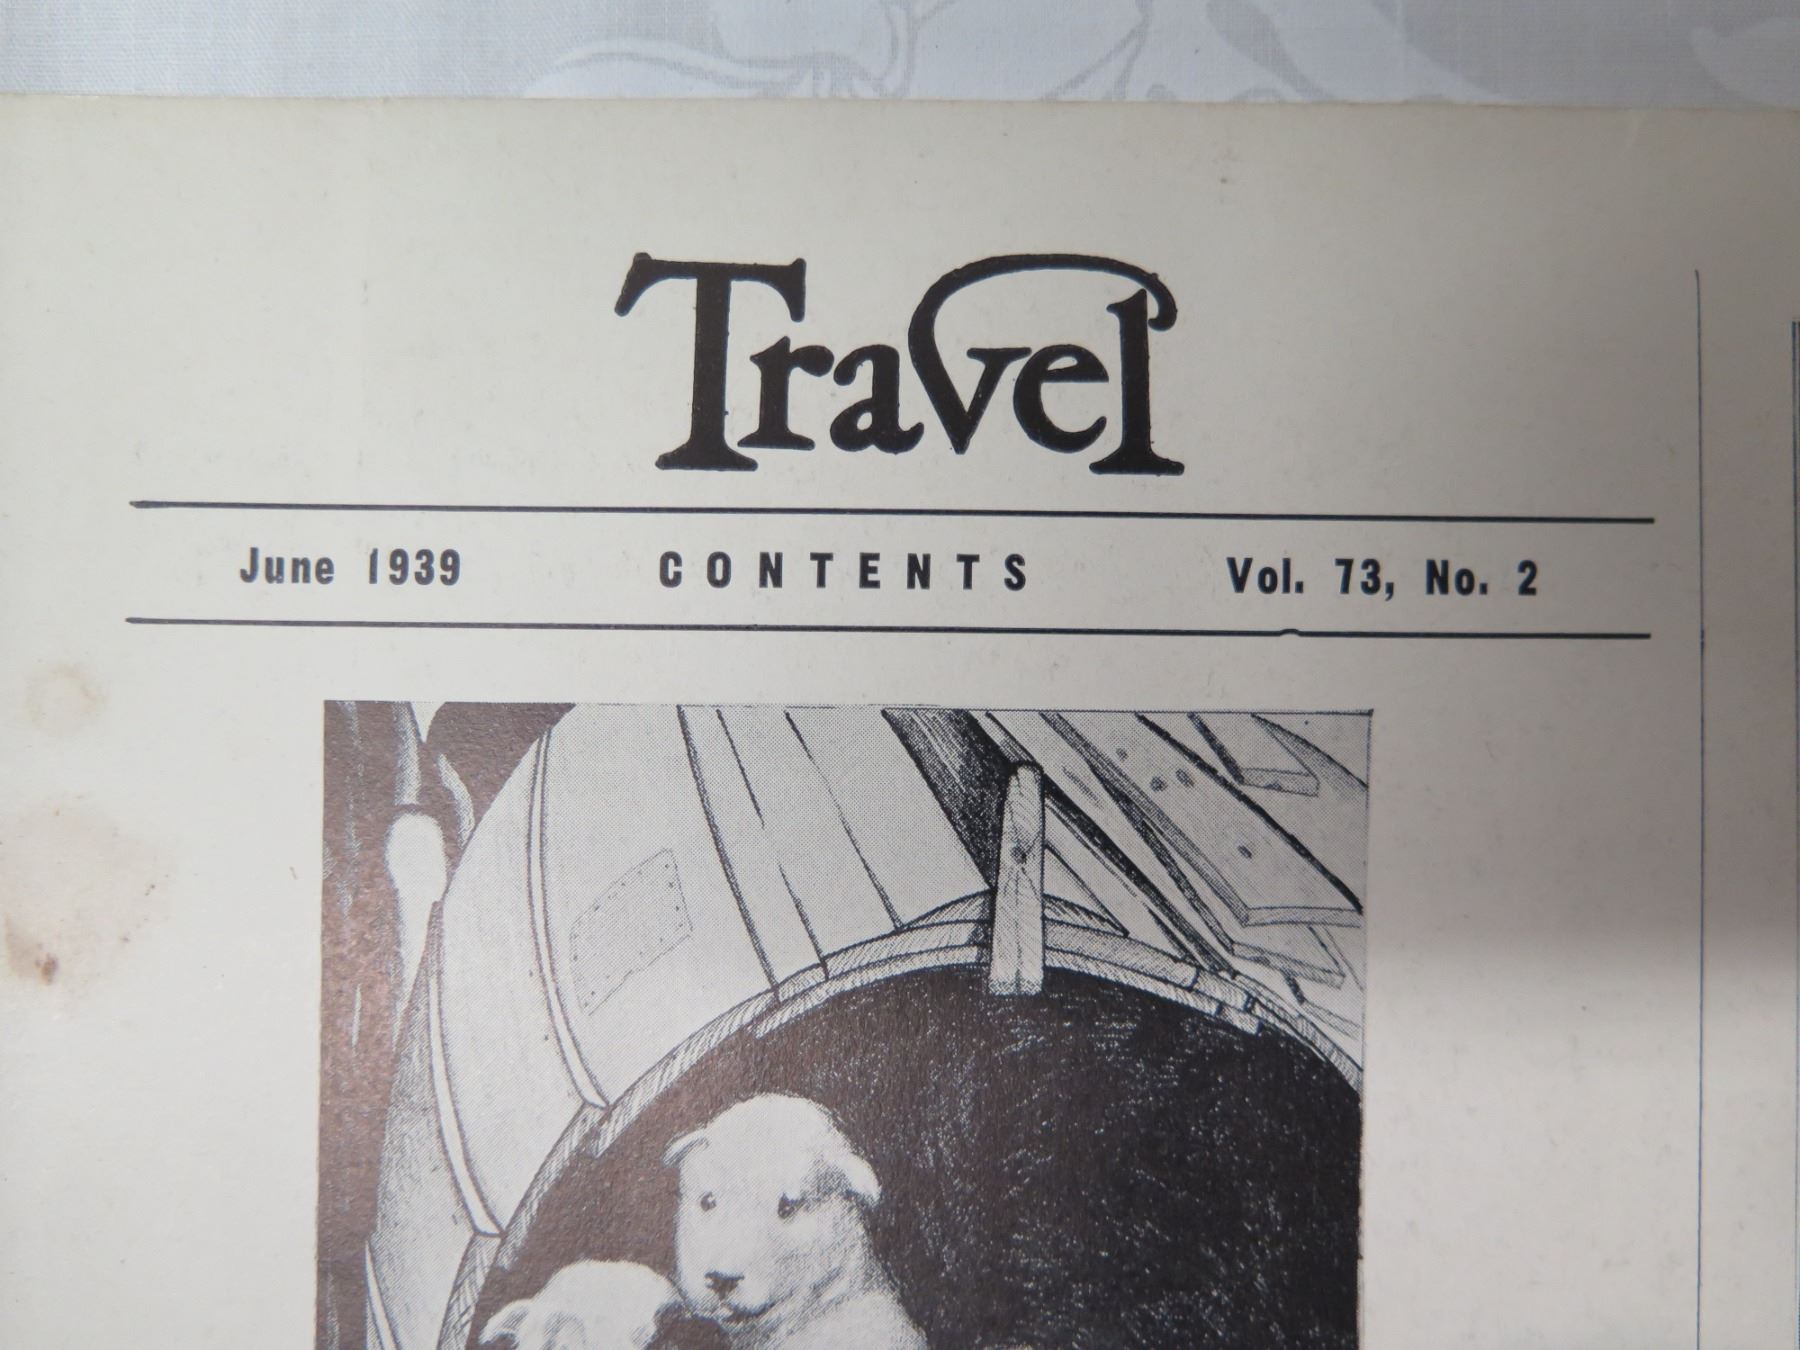 Travel
June 1939 CONTENTS Vol. 73, No. 2